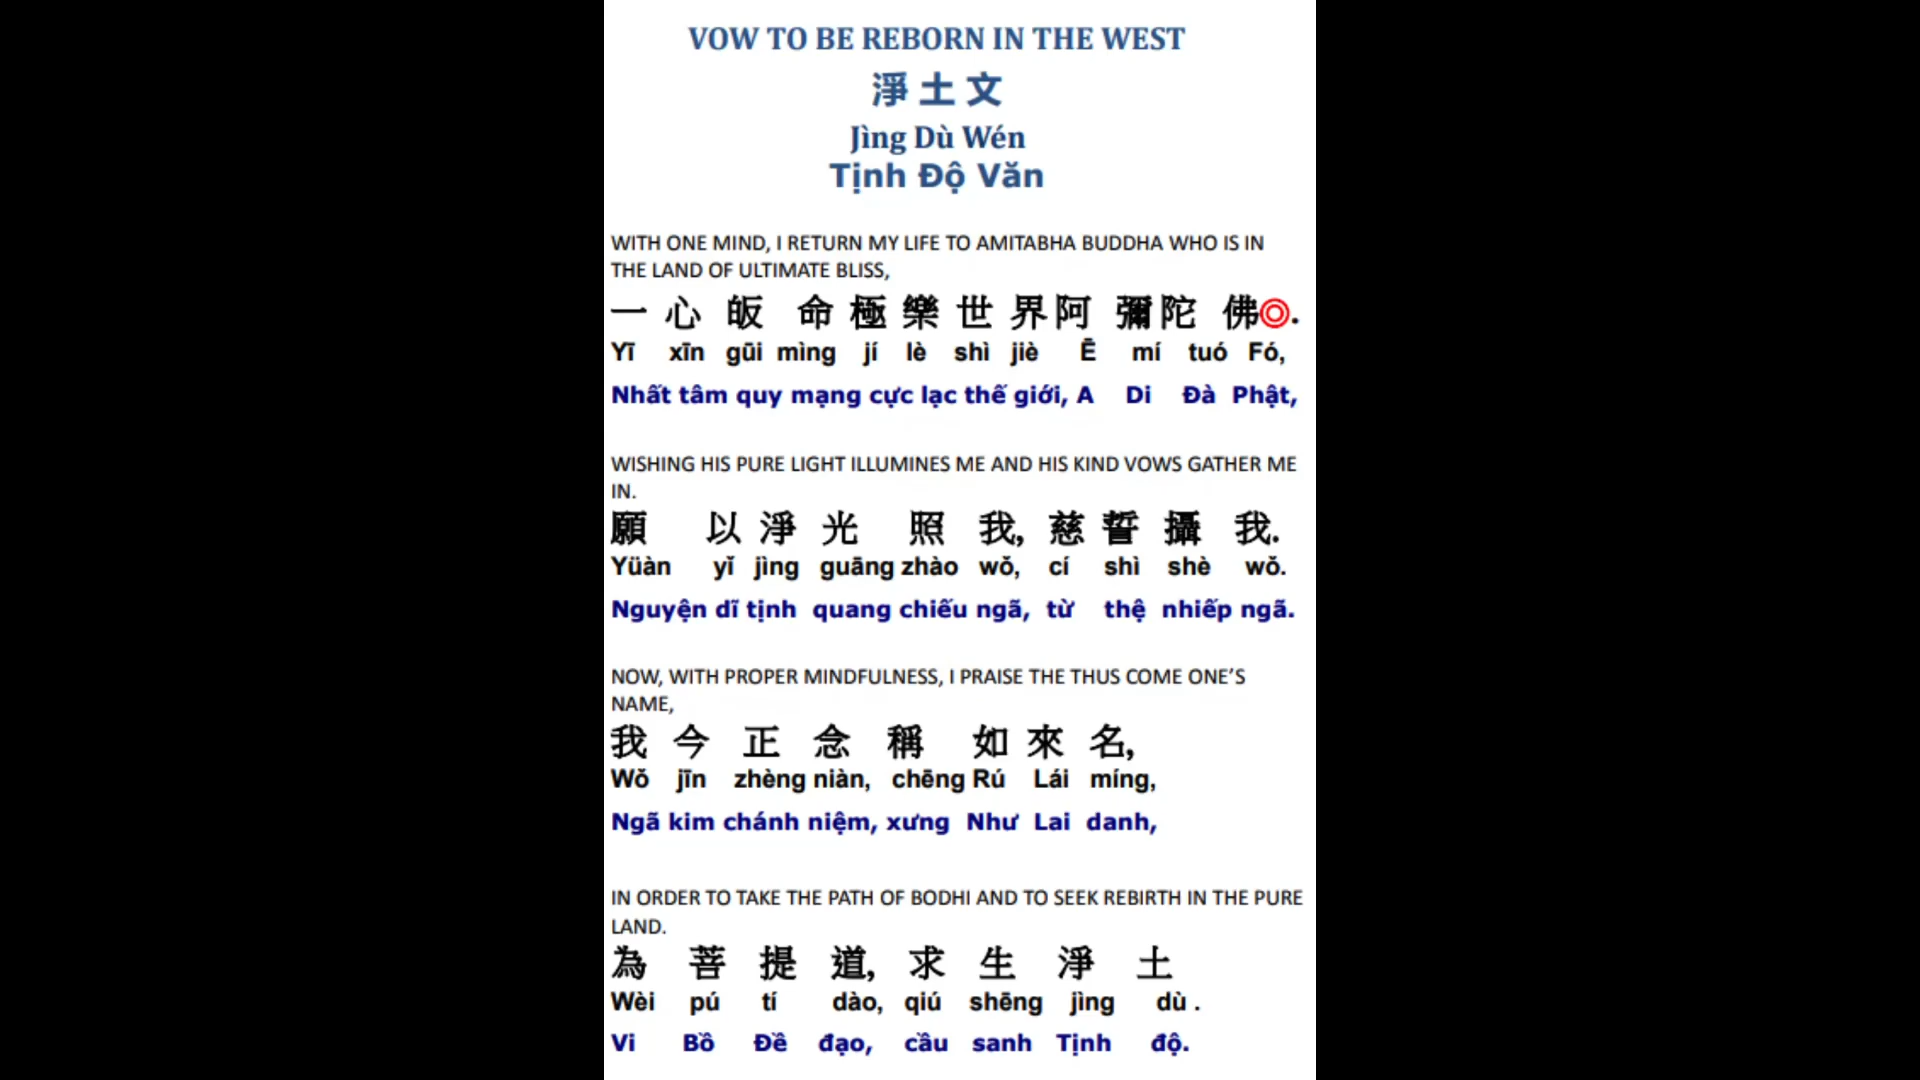 VOW TO BE REBORN IN THE WEST
淨 土 文
Jìng Dù Wén
Tịnh Độ Văn
WITH ONE MIND, I RETURN MY LIFE TO AMITABHA BUDDHA WHO IS IN
THE LAND OF ULTIMATE BLISS,
一 心 皈 命 極 樂 世 界 阿 彌 陀 佛◎.
Yī xīn gūi mìng jí lè shì jiè Ē mí tuó Fó,
Nhất tâm quy mạng cực lạc thế giới, A Di Đà Phật,
WISHING HIS PURE LIGHT ILLUMINES ME AND HIS KIND VOWS GATHER ME
IN.
願 以 淨 光 照 我, 慈 誓 攝 我.
Yüàn yǐ jìng guāng zhào wǒ, cí shì shè wǒ.
Nguyện dĩ tịnh quang chiếu ngã, từ thệ nhiếp ngã.
NOW, WITH PROPER MINDFULNESS, I PRAISE THE THUS COME ONE’S
NAME,
我 今 正 念 稱 如 來 名,
Wǒ jīn zhèng niàn, chēng Rú Lái míng,
Ngã kim chánh niệm, xưng Như Lai danh,
IN ORDER TO TAKE THE PATH OF BODHI AND TO SEEK REBIRTH IN THE PURE
LAND.
為 菩 提 道, 求 生 淨 土
Wèi pú tí dào, qiú shēng jìng dù .
Vi Bồ Đề đạo, cầu sanh Tịnh độ.